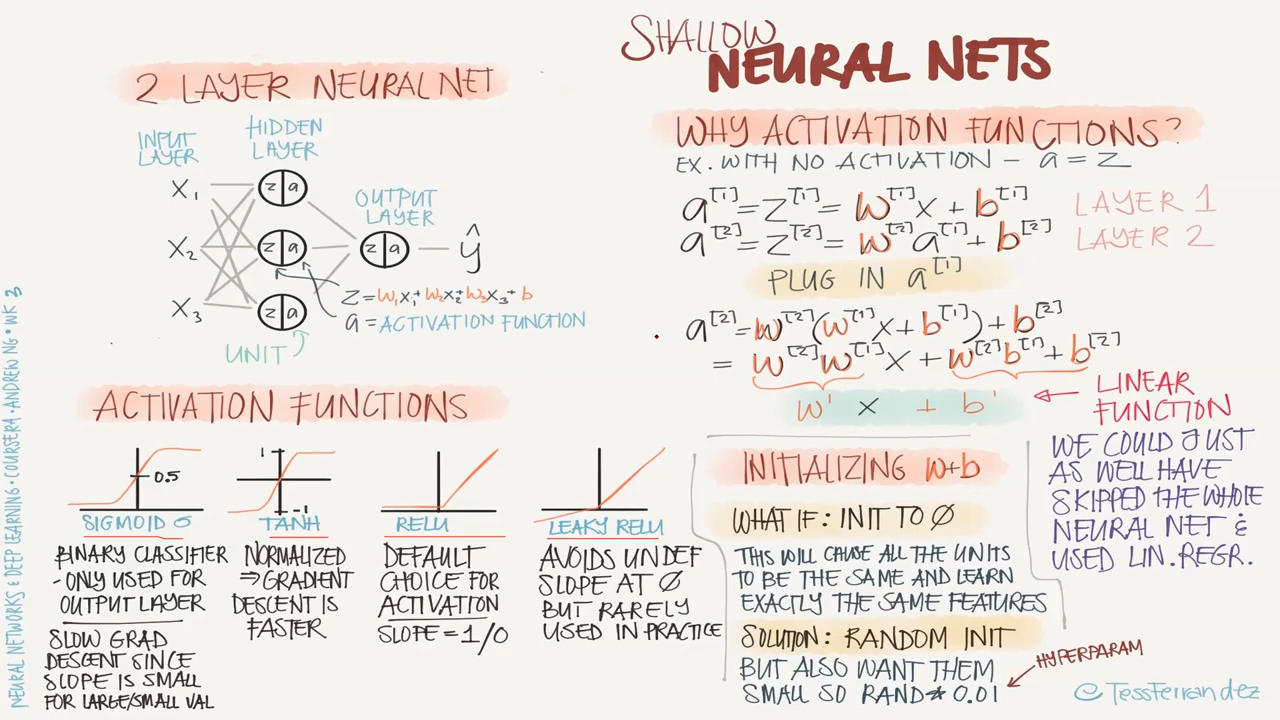 SHALLOW
NEURAL NETS
2 LAYER NEURAL NET
INPUT
LAYER
HIDDEN
LAYER
OUTPUT
LAYER
X₁
z a
X₂
z a
z a
ŷ
X₃
z a
z = w₁x₁ + w₂x₂ + w₃x₃ + b
a = ACTIVATION FUNCTION
UNIT
ACTIVATION FUNCTIONS
0.5
SIGMOID σ
BINARY CLASSIFIER
- ONLY USED FOR
OUTPUT LAYER
SLOW GRAD
DESCENT SINCE
SLOPE IS SMALL
FOR LARGE/SMALL VAL
1
-1
TANH
NORMALIZED
⇒ GRADIENT
DESCENT IS
FASTER
RELU
DEFAULT
CHOICE FOR
ACTIVATION
SLOPE = 1/0
LEAKY RELU
AVOIDS UNDEF
SLOPE AT Ø
BUT RARELY
USED IN PRACTICE
WHY ACTIVATION FUNCTIONS?
EX. WITH NO ACTIVATION - a = z
a[1] = z[1] = w[1]x + b[1] LAYER 1
a[2] = z[2] = w[2]a[1] + b[2] LAYER 2
PLUG IN a[1]
a[2] = w[2](w[1]x + b[1]) + b[2]
= w[2]w[1]x + w[2]b[1] + b[2]
w' x + b'
LINEAR
FUNCTION
WE COULD JUST
AS WELL HAVE
SKIPPED THE WHOLE
NEURAL NET &
USED LIN. REGR.
INITIALIZING w+b
WHAT IF: INIT TO Ø
THIS WILL CAUSE ALL THE UNITS
TO BE THE SAME AND LEARN
EXACTLY THE SAME FEATURES
SOLUTION: RANDOM INIT
BUT ALSO WANT THEM
SMALL SO RAND * 0.01
HYPERPARAM
@TessFerrandez
NEURAL NETWORKS & DEEP LEARNING • COURSERA • ANDREW NG • WK 3